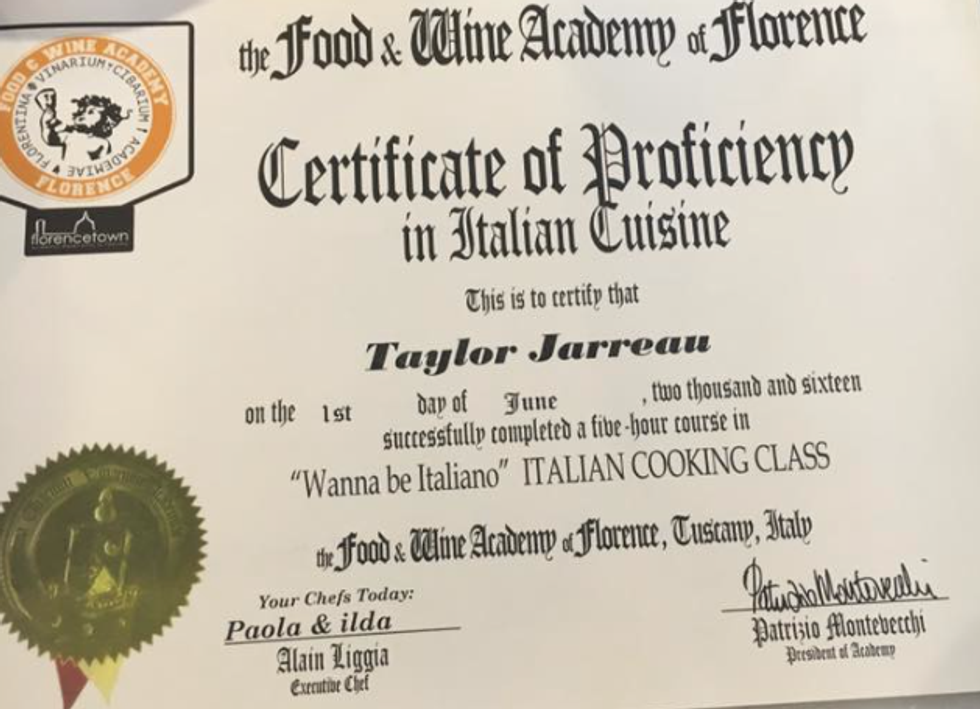 the Food & Wine Academy of Florence
FOOD & WINE ACADEMY
VINARIUM CIBARIUM
ACADEMIAE FLORENTINA
FLORENCE
florencetown
Certificate of Proficiency
in Italian Cuisine
This is to certify that
Taylor Jarreau
on the 1st day of June , two thousand and sixteen
successfully completed a five-hour course in
"Wanna be Italiano" ITALIAN COOKING CLASS
the Food & Wine Academy of Florence, Tuscany, Italy
Your Chefs Today:
Paola & ilda
Alain Liggia
Executive Chef
Patrizio Montevecchi
Patrizio Montevecchi
President of Academy